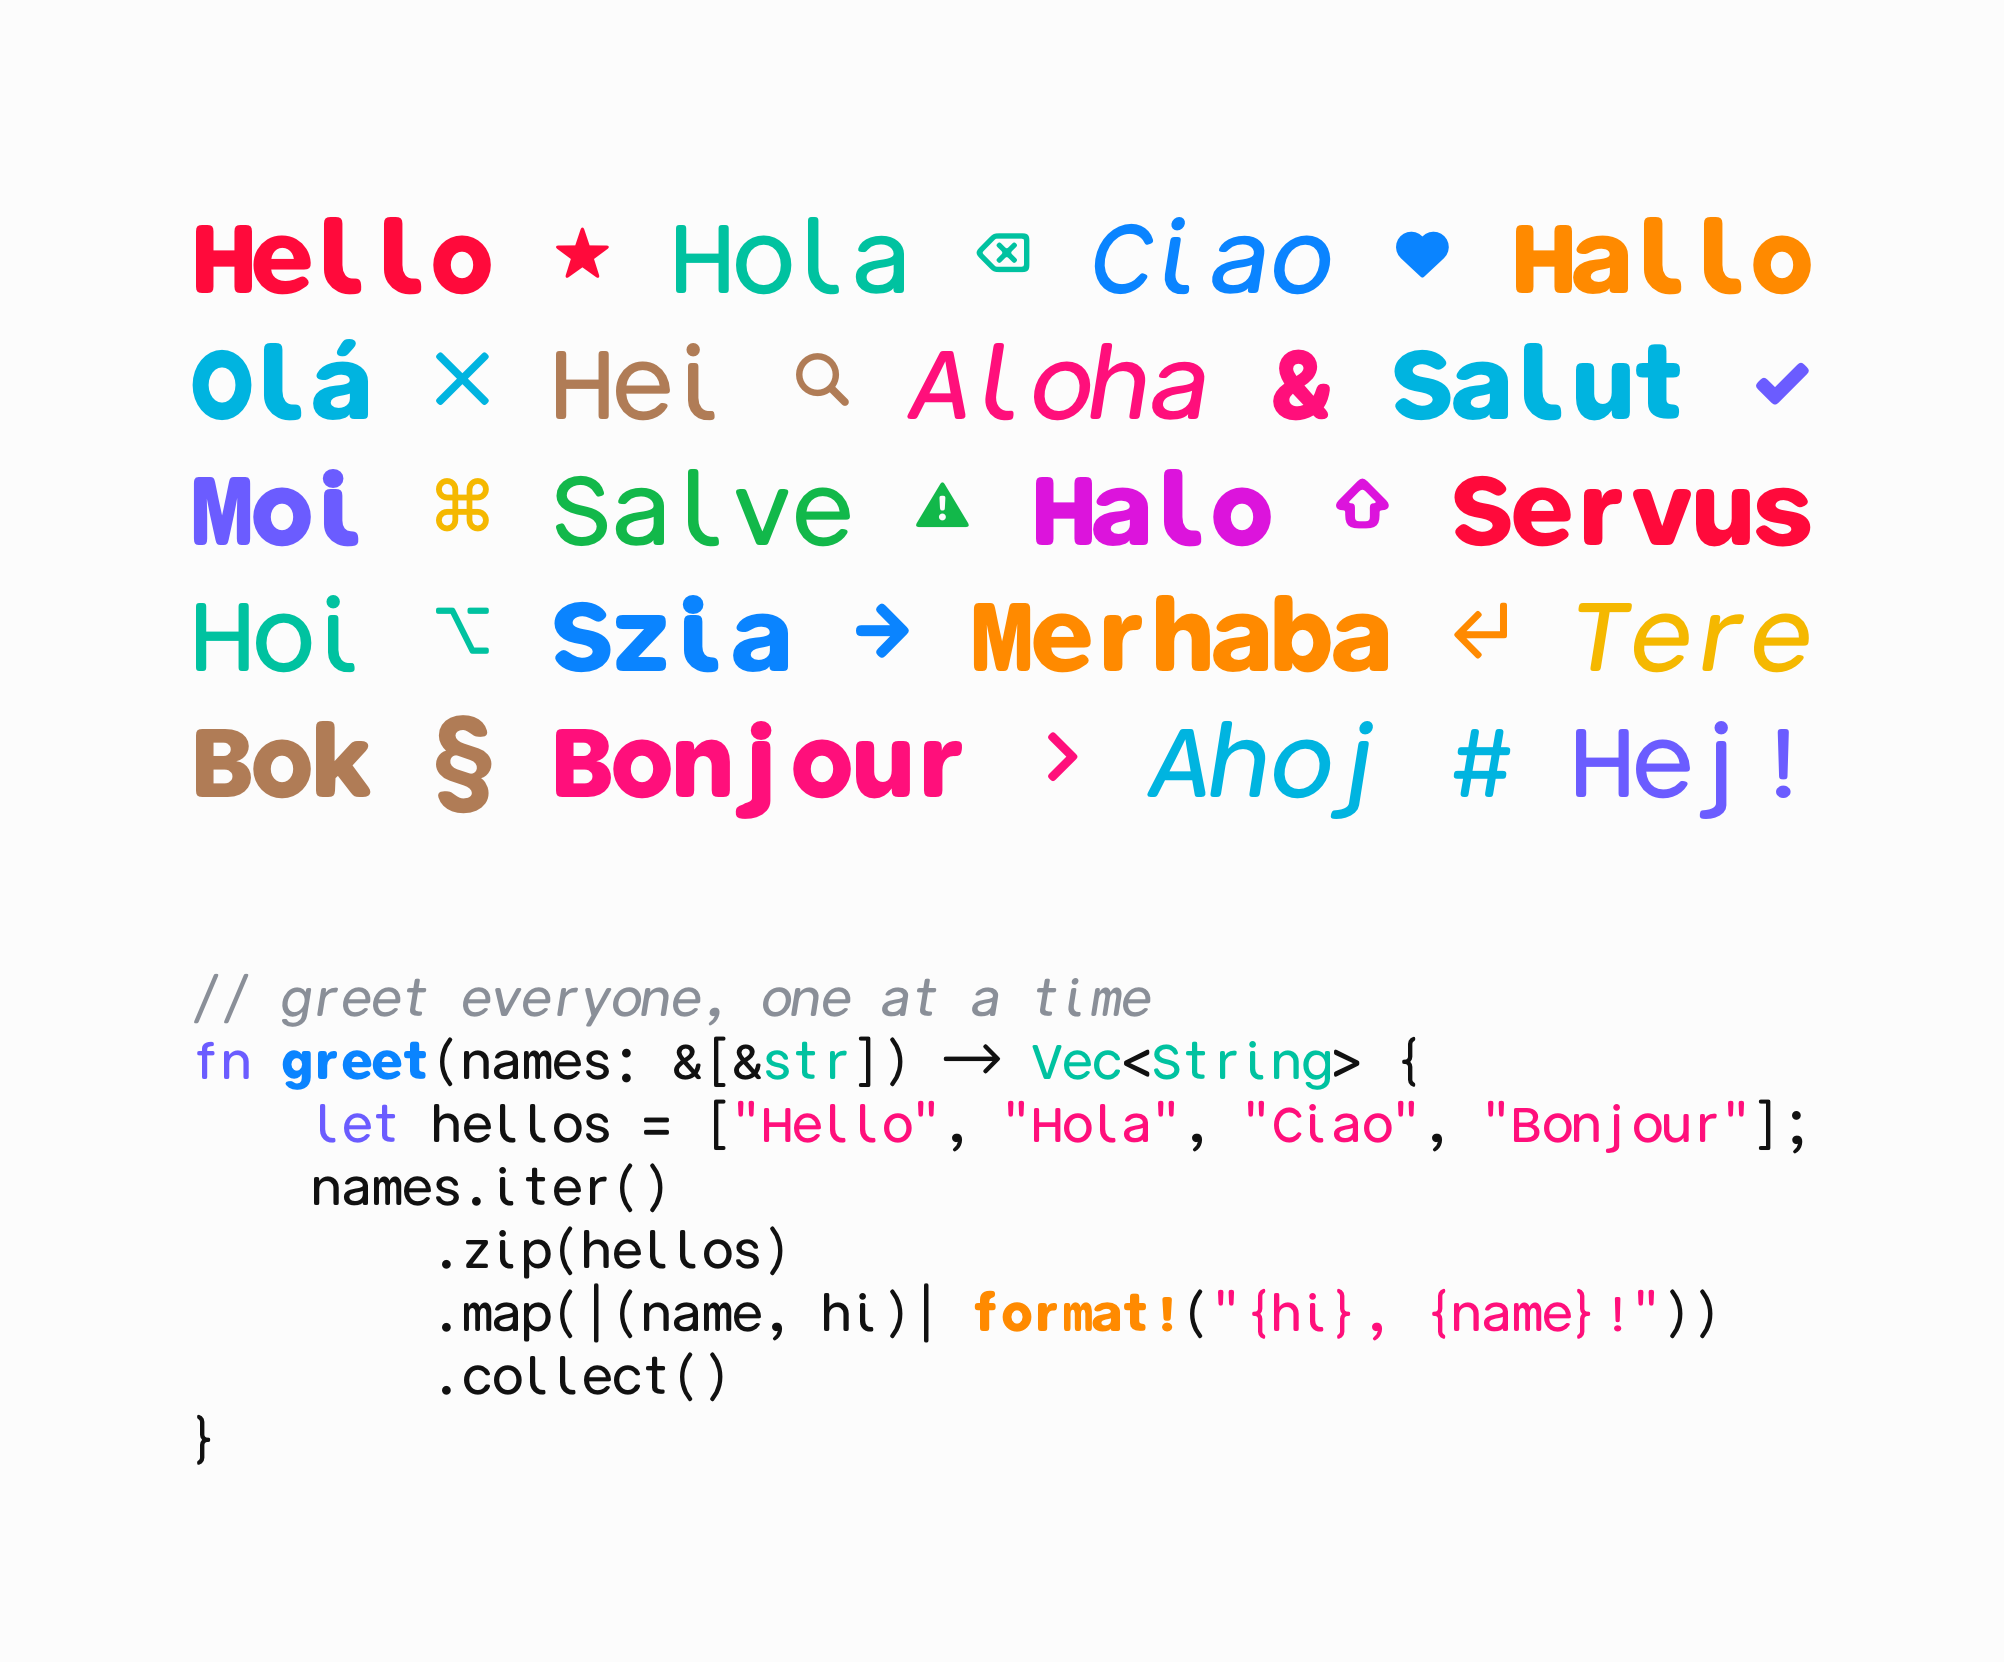 Hello ★ Hola ⌫ Ciao ♥ Hallo
Olá × Hei 🔍 Aloha & Salut ✓
Moi ⌘ Salve ⚠ Halo ⇧ Servus
Hoi ⌥ Szia → Merhaba ↵ Tere
Bok § Bonjour › Ahoj # Hej!
// greet everyone, one at a time
fn greet(names: &[&str]) -> Vec<String> {
    let hellos = ["Hello", "Hola", "Ciao", "Bonjour"];
    names.iter()
        .zip(hellos)
        .map(|(name, hi)| format!("{hi}, {name}!"))
        .collect()
}